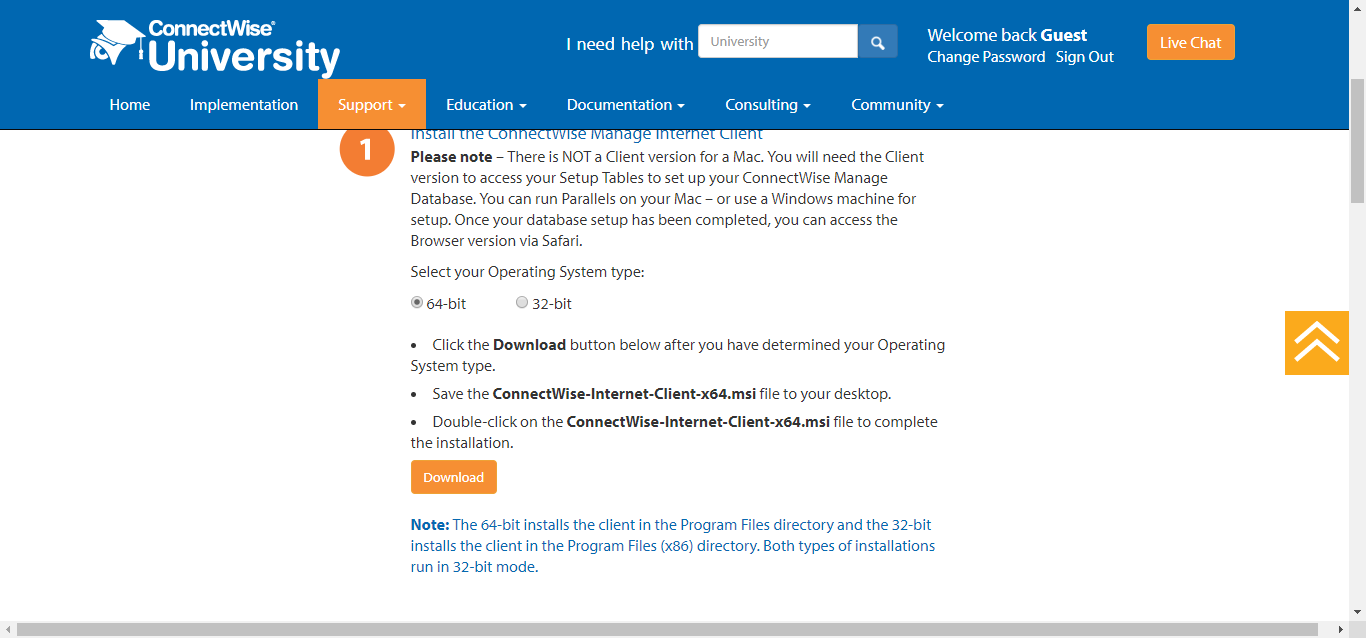 ConnectWise®
University
I need help with
University
Welcome back Guest
Change Password Sign Out
Live Chat
Home Implementation Support Education Documentation Consulting Community
1
Install the ConnectWise Manage Internet Client
Please note – There is NOT a Client version for a Mac. You will need the Client
version to access your Setup Tables to set up your ConnectWise Manage
Database. You can run Parallels on your Mac – or use a Windows machine for
setup. Once your database setup has been completed, you can access the
Browser version via Safari.
Select your Operating System type:
64-bit 32-bit
• Click the Download button below after you have determined your Operating
System type.
• Save the ConnectWise-Internet-Client-x64.msi file to your desktop.
• Double-click on the ConnectWise-Internet-Client-x64.msi file to complete
the installation.
Download
Note: The 64-bit installs the client in the Program Files directory and the 32-bit
installs the client in the Program Files (x86) directory. Both types of installations
run in 32-bit mode.